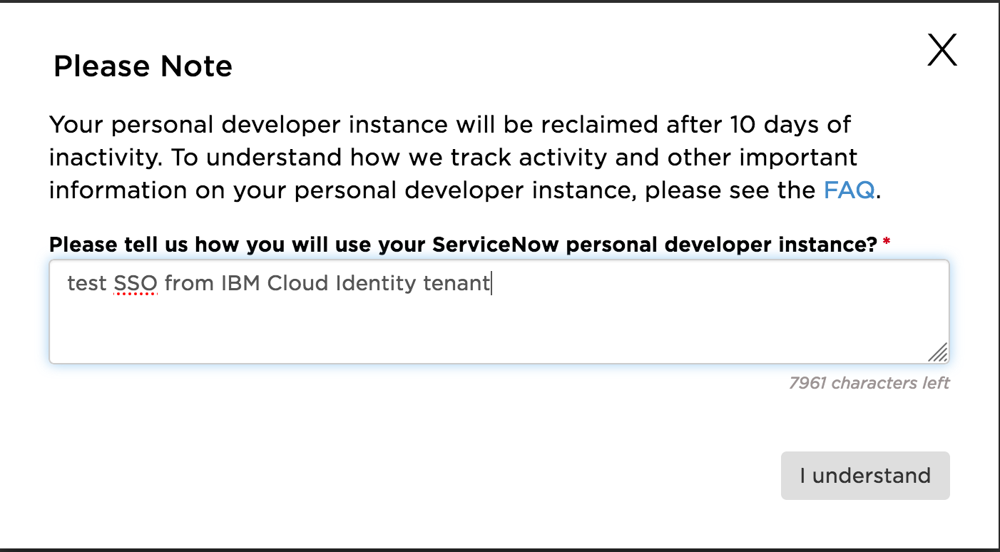 Please Note
Your personal developer instance will be reclaimed after 10 days of
inactivity. To understand how we track activity and other important
information on your personal developer instance, please see the FAQ.
Please tell us how you will use your ServiceNow personal developer instance? *
test SSO from IBM Cloud Identity tenant
7961 characters left
I understand